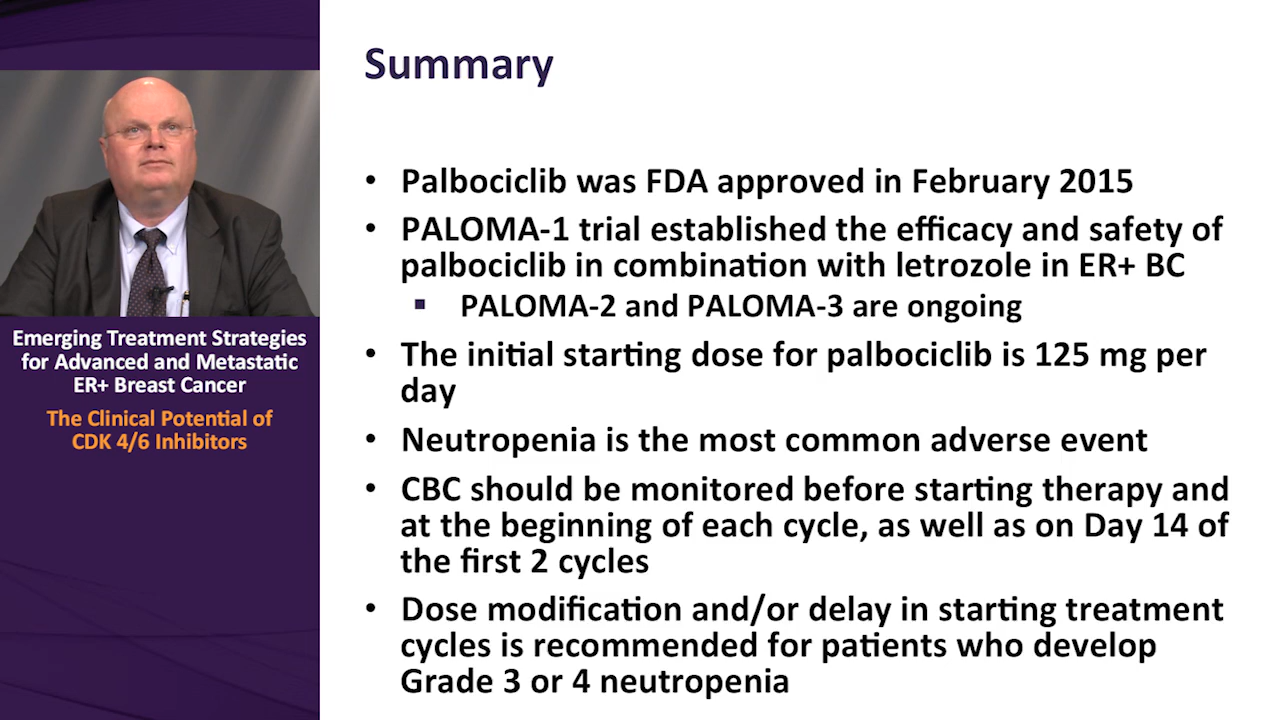 Emerging Treatment Strategies
for Advanced and Metastatic
ER+ Breast Cancer
The Clinical Potential of
CDK 4/6 Inhibitors
Summary
• Palbociclib was FDA approved in February 2015
• PALOMA-1 trial established the efficacy and safety of
palbociclib in combination with letrozole in ER+ BC
▪ PALOMA-2 and PALOMA-3 are ongoing
• The initial starting dose for palbociclib is 125 mg per
day
• Neutropenia is the most common adverse event
• CBC should be monitored before starting therapy and
at the beginning of each cycle, as well as on Day 14 of
the first 2 cycles
• Dose modification and/or delay in starting treatment
cycles is recommended for patients who develop
Grade 3 or 4 neutropenia